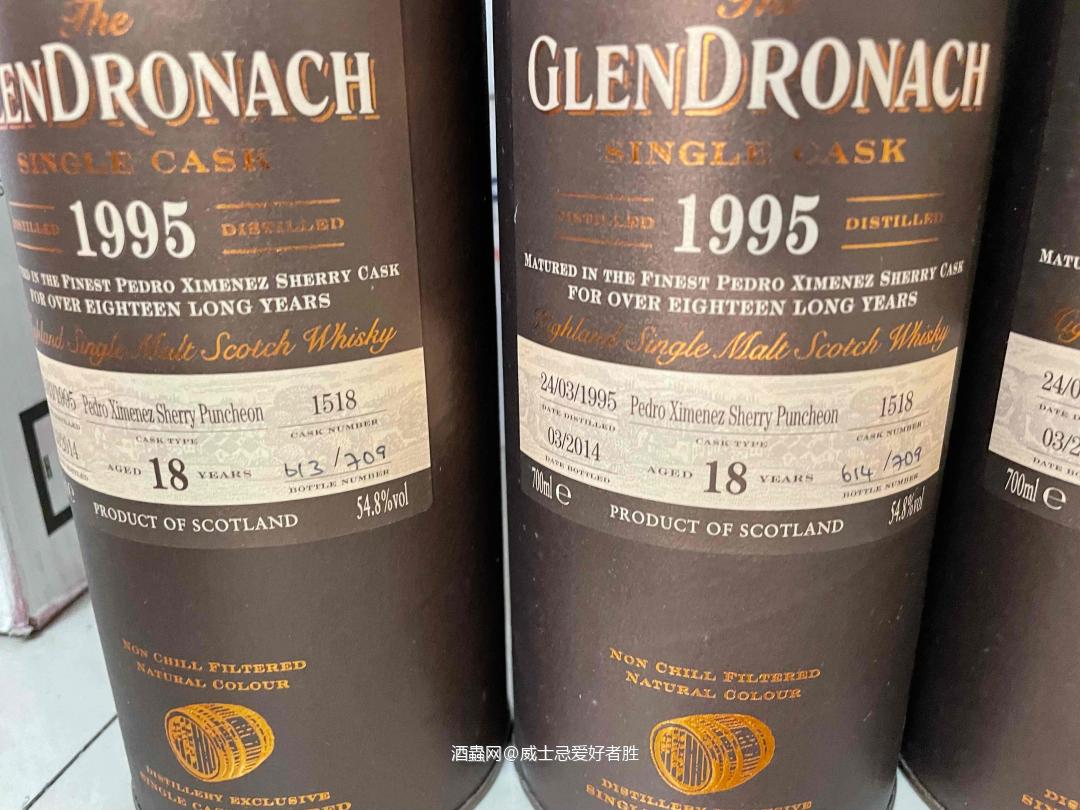 The
GLENDRONACH
SINGLE CASK
DISTILLED 1995 DISTILLED
IN THE FINEST PEDRO XIMENEZ SHERRY CASK
FOR OVER EIGHTEEN LONG YEARS
Highland Single Malt Scotch Whisky
Pedro Ximenez Sherry Puncheon 1518
CASK TYPE CASK NUMBER
AGED 18 YEARS 613/709
BOTTLE NUMBER
54.8%vol
PRODUCT OF SCOTLAND
NON CHILL FILTERED
NATURAL COLOUR
DISTILLERY EXCLUSIVE
SINGLE
The
GLENDRONACH
SINGLE CASK
DISTILLED 1995 DISTILLED
MATURED IN THE FINEST PEDRO XIMENEZ SHERRY CASK
FOR OVER EIGHTEEN LONG YEARS
Highland Single Malt Scotch Whisky
24/03/1995 Pedro Ximenez Sherry Puncheon 1518
DATE DISTILLED CASK TYPE CASK NUMBER
03/2014 AGED 18 YEARS 614/709
DATE BOTTLED BOTTLE NUMBER
700ml e 54.8%vol
PRODUCT OF SCOTLAND
NON CHILL FILTERED
NATURAL COLOUR
DISTILLERY EXCLUSIVE
700ml e
酒蟲网@威士忌爱好者胜